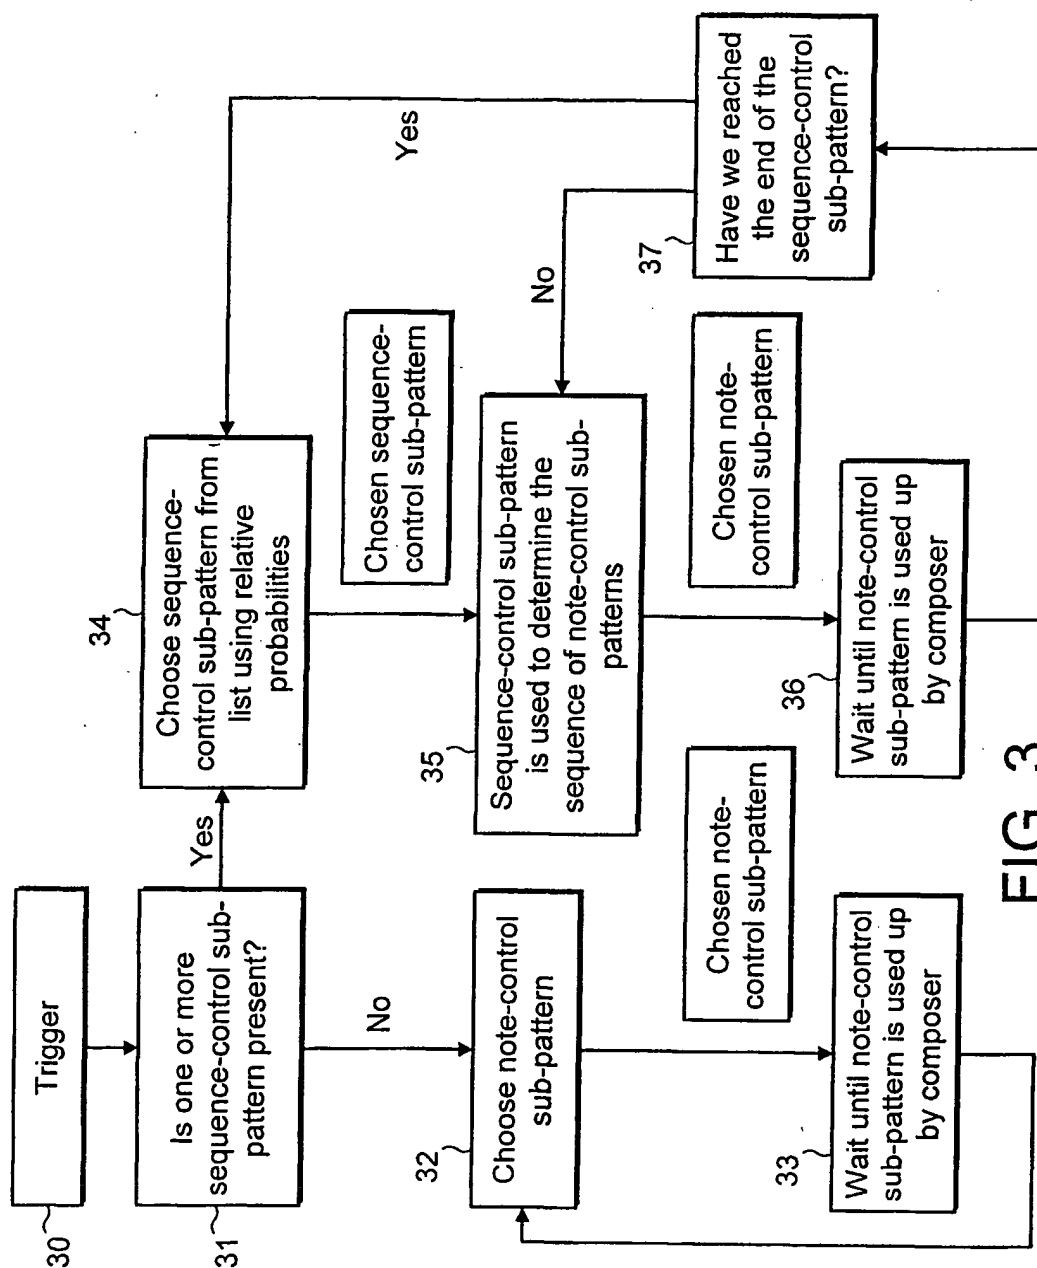 30
Trigger
31
Is one or more
sequence-control sub-
pattern present?
Yes
No
32
Choose note-control
sub-pattern
Chosen note-
control sub-pattern
33
Wait until note-control
sub-pattern is used up
by composer
34
Choose sequence-
control sub-pattern from
list using relative
probabilities
Chosen sequence-
control sub-pattern
35
Sequence-control sub-pattern
is used to determine the
sequence of note-control sub-
patterns
Chosen note-
control sub-pattern
36
Wait until note-control
sub-pattern is used up
by composer
37
Have we reached
the end of the
sequence-control
sub-pattern?
No
Yes
FIG. 3